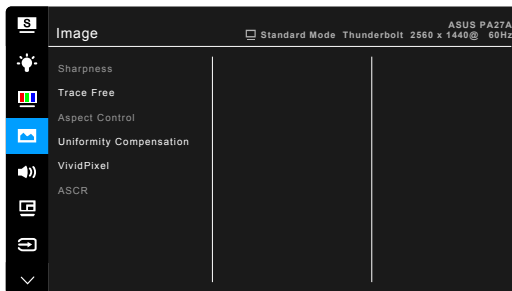 S
Image
ASUS PA27A
Standard Mode Thunderbolt 2560 x 1440@ 60Hz
Sharpness
Trace Free
Aspect Control
Uniformity Compensation
VividPixel
ASCR